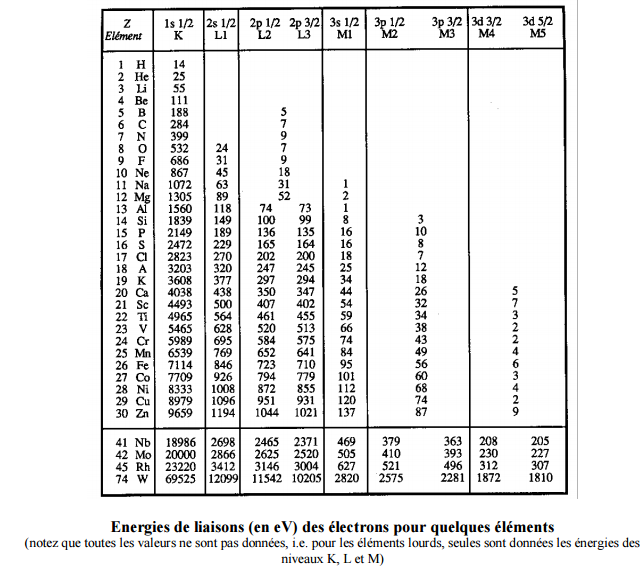 Z 1s 1/2 2s 1/2 2p 1/2 2p 3/2 3s 1/2 3p 1/2 3p 3/2 3d 3/2 3d 5/2
Elément K L1 L2 L3 M1 M2 M3 M4 M5
1 H 14
2 He 25
3 Li 55
4 Be 111
5 B 188 5
6 C 284 7
7 N 399 9
8 O 532 24 7
9 F 686 31 9
10 Ne 867 45 18
11 Na 1072 63 31 1
12 Mg 1305 89 52 2
13 Al 1560 118 74 73 1
14 Si 1839 149 100 99 8 3
15 P 2149 189 136 135 16 10
16 S 2472 229 165 164 16 8
17 Cl 2823 270 202 200 18 7
18 A 3203 320 247 245 25 12
19 K 3608 377 297 294 34 18
20 Ca 4038 438 350 347 44 26 5
21 Sc 4493 500 407 402 54 32 7
22 Ti 4965 564 461 455 59 34 3
23 V 5465 628 520 513 66 38 2
24 Cr 5989 695 584 575 74 43 2
25 Mn 6539 769 652 641 84 49 4
26 Fe 7114 846 723 710 95 56 6
27 Co 7709 926 794 779 101 60 3
28 Ni 8333 1008 872 855 112 68 4
29 Cu 8979 1096 951 931 120 74 2
30 Zn 9659 1194 1044 1021 137 87 9
41 Nb 18986 2698 2465 2371 469 379 363 208 205
42 Mo 20000 2866 2625 2520 505 410 393 230 227
45 Rh 23220 3412 3146 3004 627 521 496 312 307
74 W 69525 12099 11542 10205 2820 2575 2281 1872 1810
Energies de liaisons (en eV) des électrons pour quelques éléments
(notez que toutes les valeurs ne sont pas données, i.e. pour les éléments lourds, seules sont données les énergies des
niveaux K, L et M)